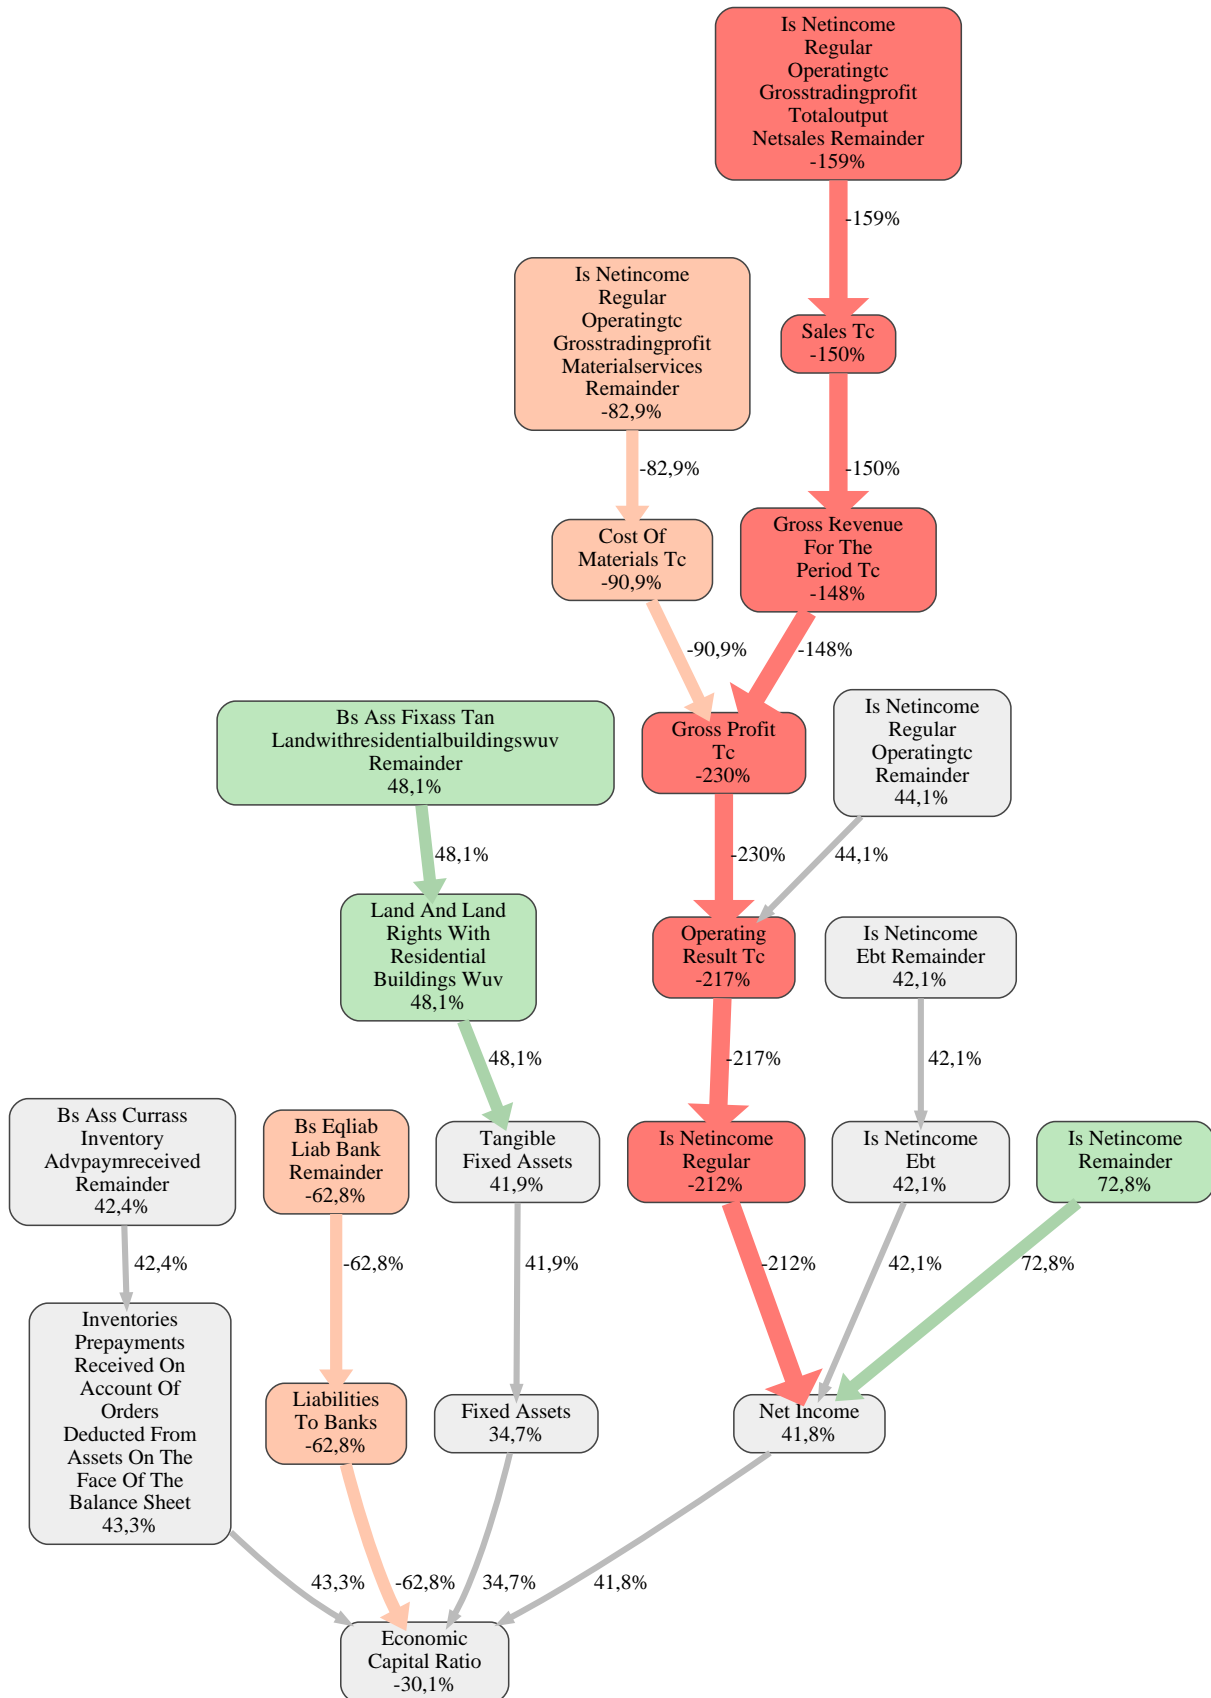 Is Netincome
Regular
Operatingtc
Grosstradingprofit
Totaloutput
Netsales Remainder
-159%
-159%
Is Netincome
Regular
Operatingtc
Grosstradingprofit
Materialservices
Remainder
-82,9%
Sales Tc
-150%
-82,9%
-150%
Cost Of
Materials Tc
-90,9%
Gross Revenue
For The
Period Tc
-148%
-90,9%
-148%
Bs Ass Fixass Tan
Landwithresidentialbuildingswuv
Remainder
48,1%
Gross Profit
Tc
-230%
Is Netincome
Regular
Operatingtc
Remainder
44,1%
48,1%
-230%
44,1%
Land And Land
Rights With
Residential
Buildings Wuv
48,1%
Operating
Result Tc
-217%
Is Netincome
Ebt Remainder
42,1%
48,1%
-217%
42,1%
Bs Ass Currass
Inventory
Advpaymreceived
Remainder
42,4%
Bs Eqliab
Liab Bank
Remainder
-62,8%
Tangible
Fixed Assets
41,9%
Is Netincome
Regular
-212%
Is Netincome
Ebt
42,1%
Is Netincome
Remainder
72,8%
42,4%
-62,8%
41,9%
-212%
42,1%
72,8%
Inventories
Prepayments
Received On
Account Of
Orders
Deducted From
Assets On The
Face Of The
Balance Sheet
43,3%
Liabilities
To Banks
-62,8%
Fixed Assets
34,7%
Net Income
41,8%
43,3%
-62,8%
34,7%
41,8%
Economic
Capital Ratio
-30,1%